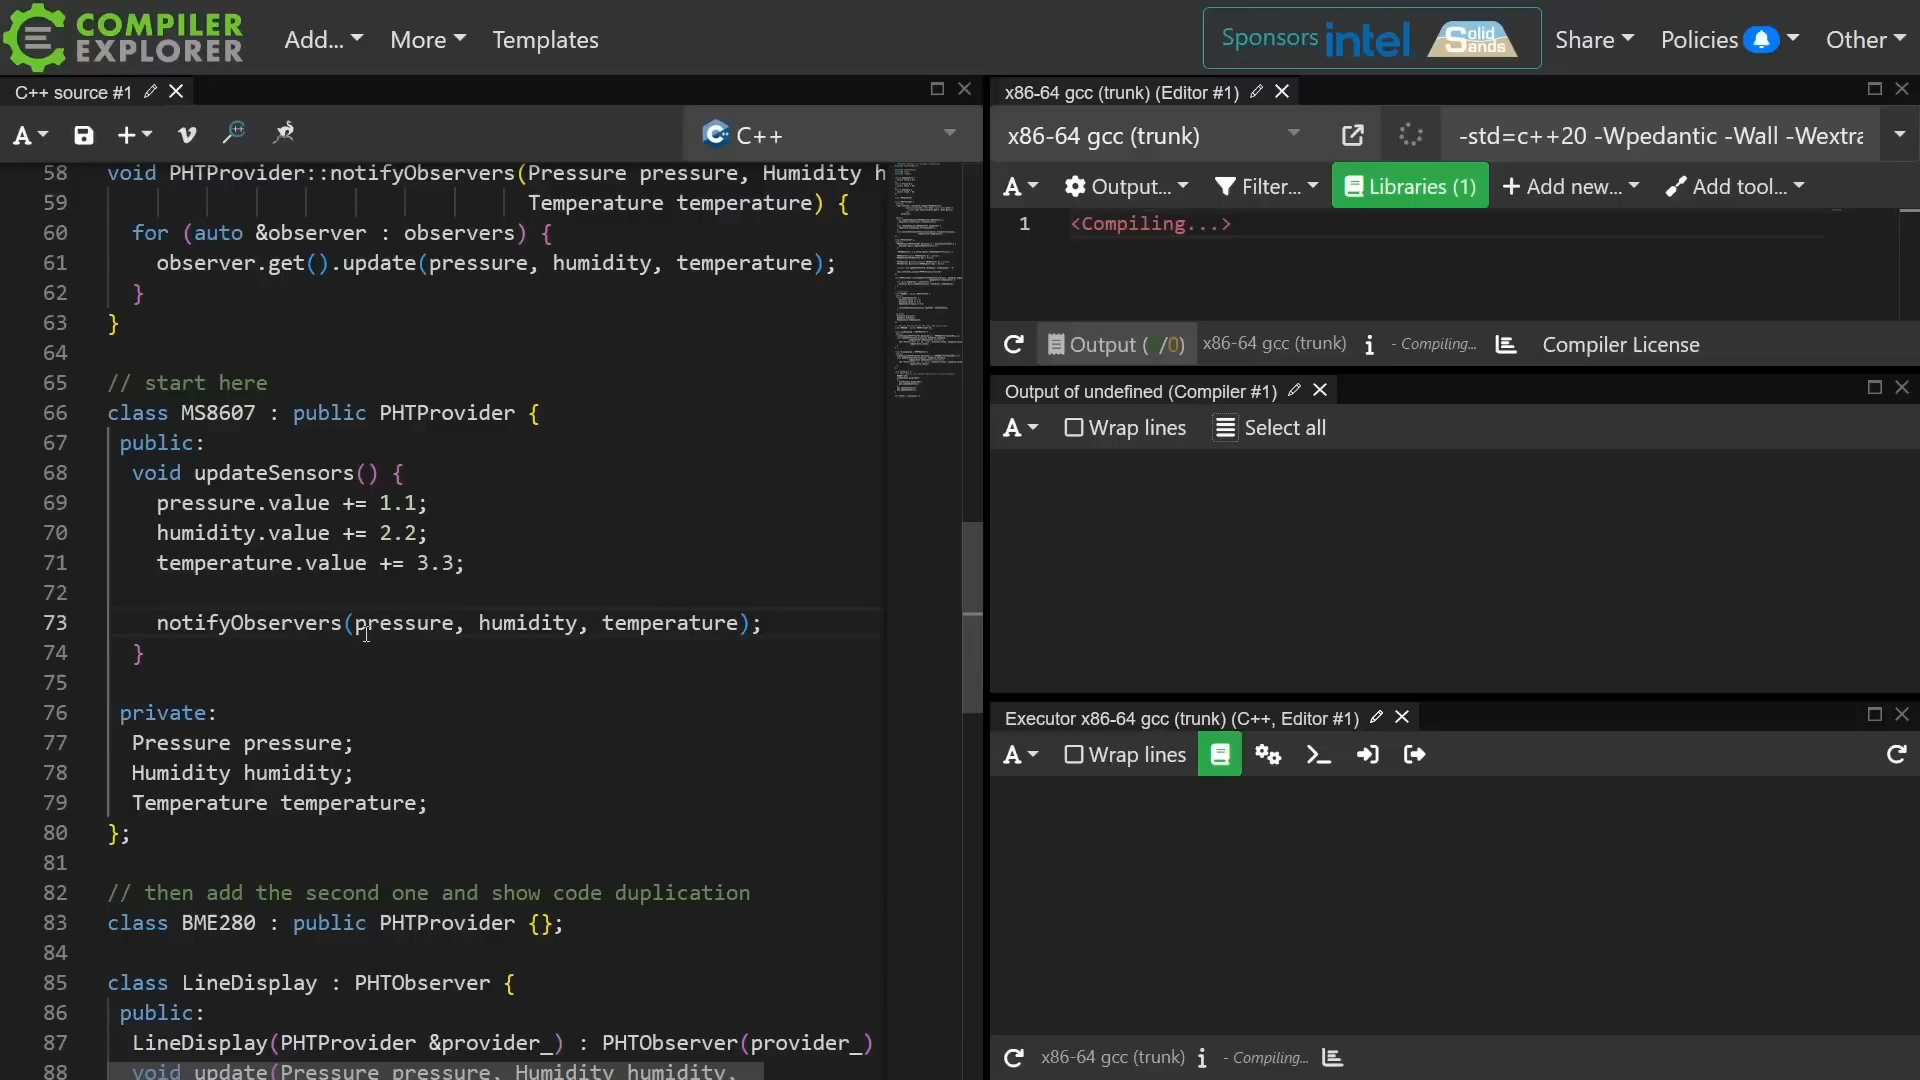 COMPILER
EXPLORER
Add...
More
Templates
Sponsors intel Solid Sands
Share
Policies
Other
C++ source #1
A
C++
58 void PHTProvider::notifyObservers(Pressure pressure, Humidity h
59 Temperature temperature) {
60 for (auto &observer : observers) {
61 observer.get().update(pressure, humidity, temperature);
62 }
63 }
64
65 // start here
66 class MS8607 : public PHTProvider {
67 public:
68 void updateSensors() {
69 pressure.value += 1.1;
70 humidity.value += 2.2;
71 temperature.value += 3.3;
72
73 notifyObservers(pressure, humidity, temperature);
74 }
75
76 private:
77 Pressure pressure;
78 Humidity humidity;
79 Temperature temperature;
80 };
81
82 // then add the second one and show code duplication
83 class BME280 : public PHTProvider {};
84
85 class LineDisplay : PHTObserver {
86 public:
87 LineDisplay(PHTProvider &provider_) : PHTObserver(provider_)
88 void update(Pressure pressure, Humidity humidity,
x86-64 gcc (trunk) (Editor #1)
x86-64 gcc (trunk)
-std=c++20 -Wpedantic -Wall -Wextra
A Output... Filter... Libraries (1) + Add new... Add tool...
1 <Compiling...>
Output ( /0) x86-64 gcc (trunk) i - Compiling... Compiler License
Output of undefined (Compiler #1)
A Wrap lines Select all
Executor x86-64 gcc (trunk) (C++, Editor #1)
A Wrap lines
x86-64 gcc (trunk) i - Compiling...